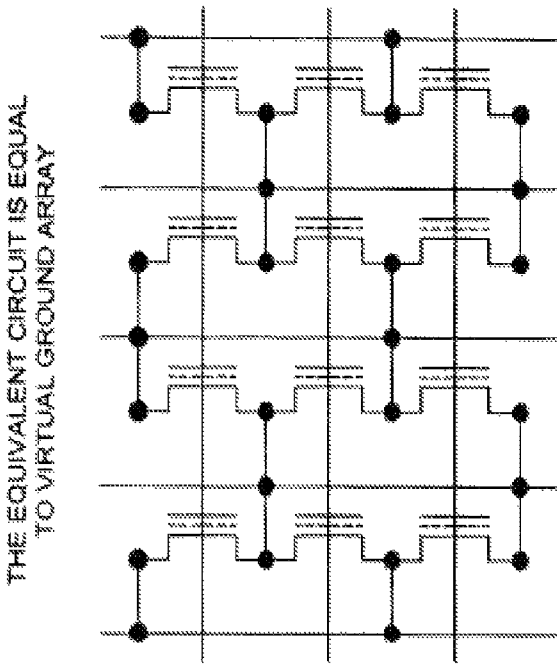 THE EQUIVALENT CIRCUIT IS EQUAL
TO VIRTUAL GROUND ARRAY